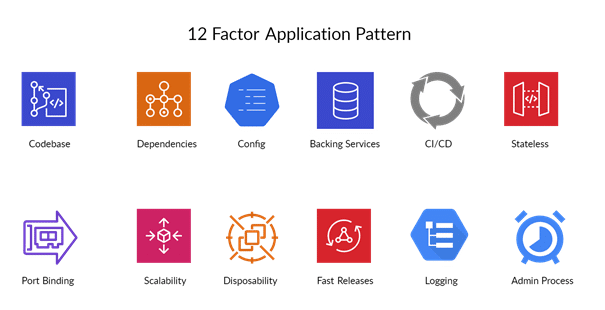 12 Factor Application Pattern
Codebase
Dependencies
Config
Backing Services
CI/CD
Stateless
Port Binding
Scalability
Disposability
Fast Releases
Logging
Admin Process